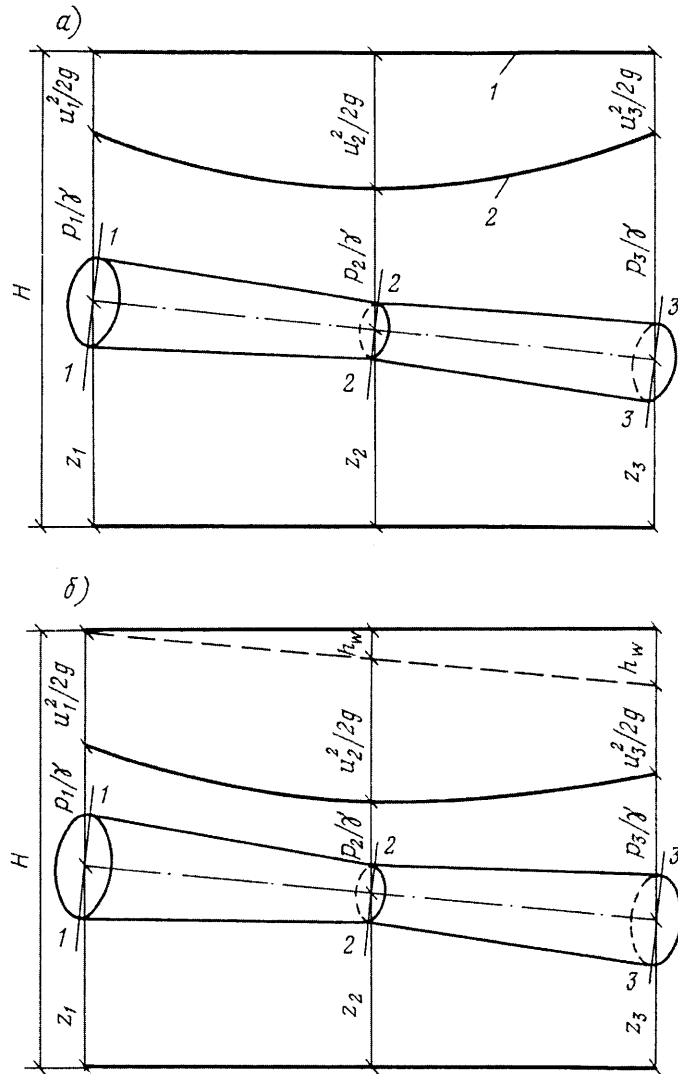 а)
u₁²/2g
u₂²/2g
u₃²/2g
1
2
p₁/γ
p₂/γ
p₃/γ
1
2
3
H
1
2
3
z₁
z₂
z₃
б)
h_w
h_w
u₁²/2g
u₂²/2g
u₃²/2g
p₁/γ
p₂/γ
p₃/γ
1
2
3
H
1
2
3
z₁
z₂
z₃